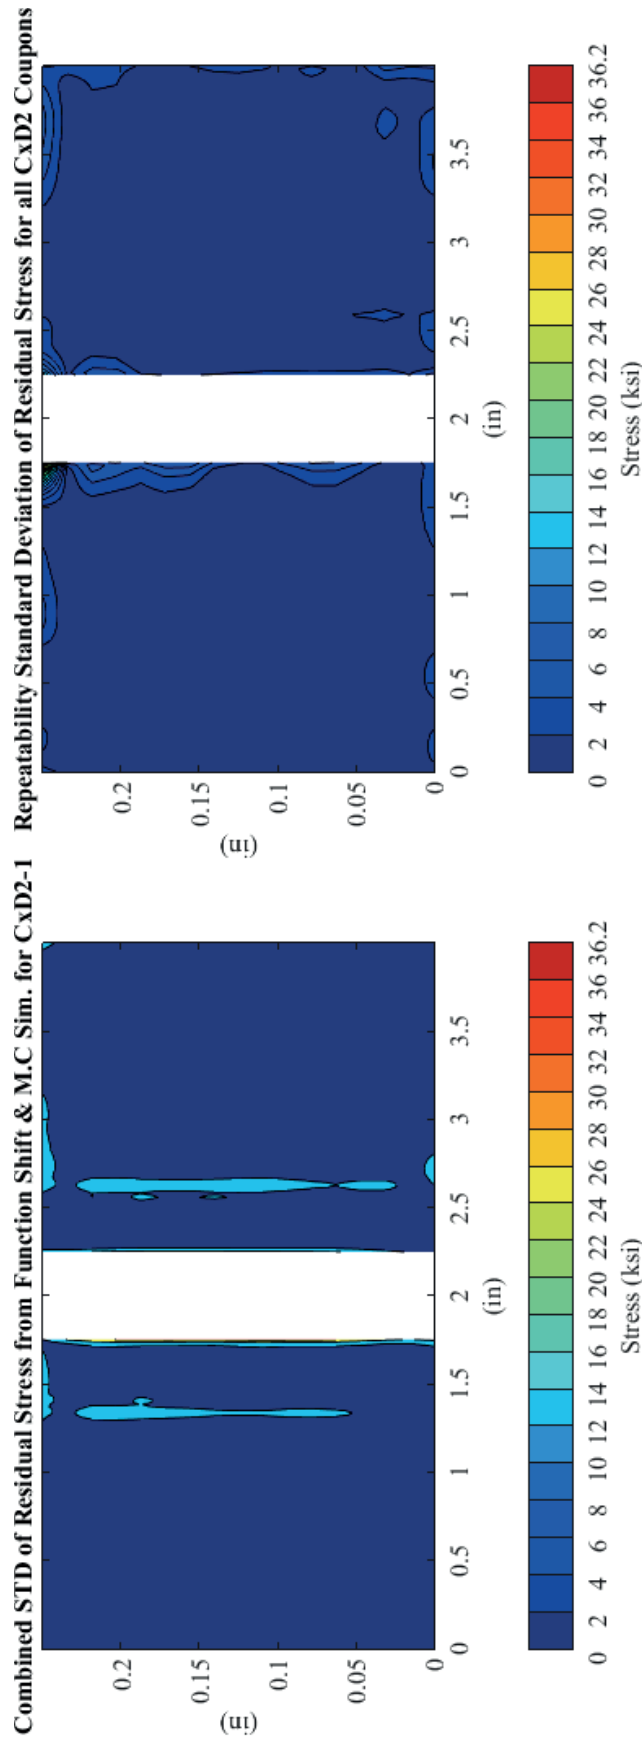 Combined STD of Residual Stress from Function Shift & M.C Sim. for CxD2-1
(in)
0.2
0.15
0.1
0.05
0
0 0.5 1 1.5 2 2.5 3 3.5
(in)
0 2 4 6 8 10 12 14 16 18 20 22 24 26 28 30 32 34 36 36.2
Stress (ksi)
Repeatability Standard Deviation of Residual Stress for all CxD2 Coupons
(in)
0.2
0.15
0.1
0.05
0
0 0.5 1 1.5 2 2.5 3 3.5
(in)
0 2 4 6 8 10 12 14 16 18 20 22 24 26 28 30 32 34 36 36.2
Stress (ksi)